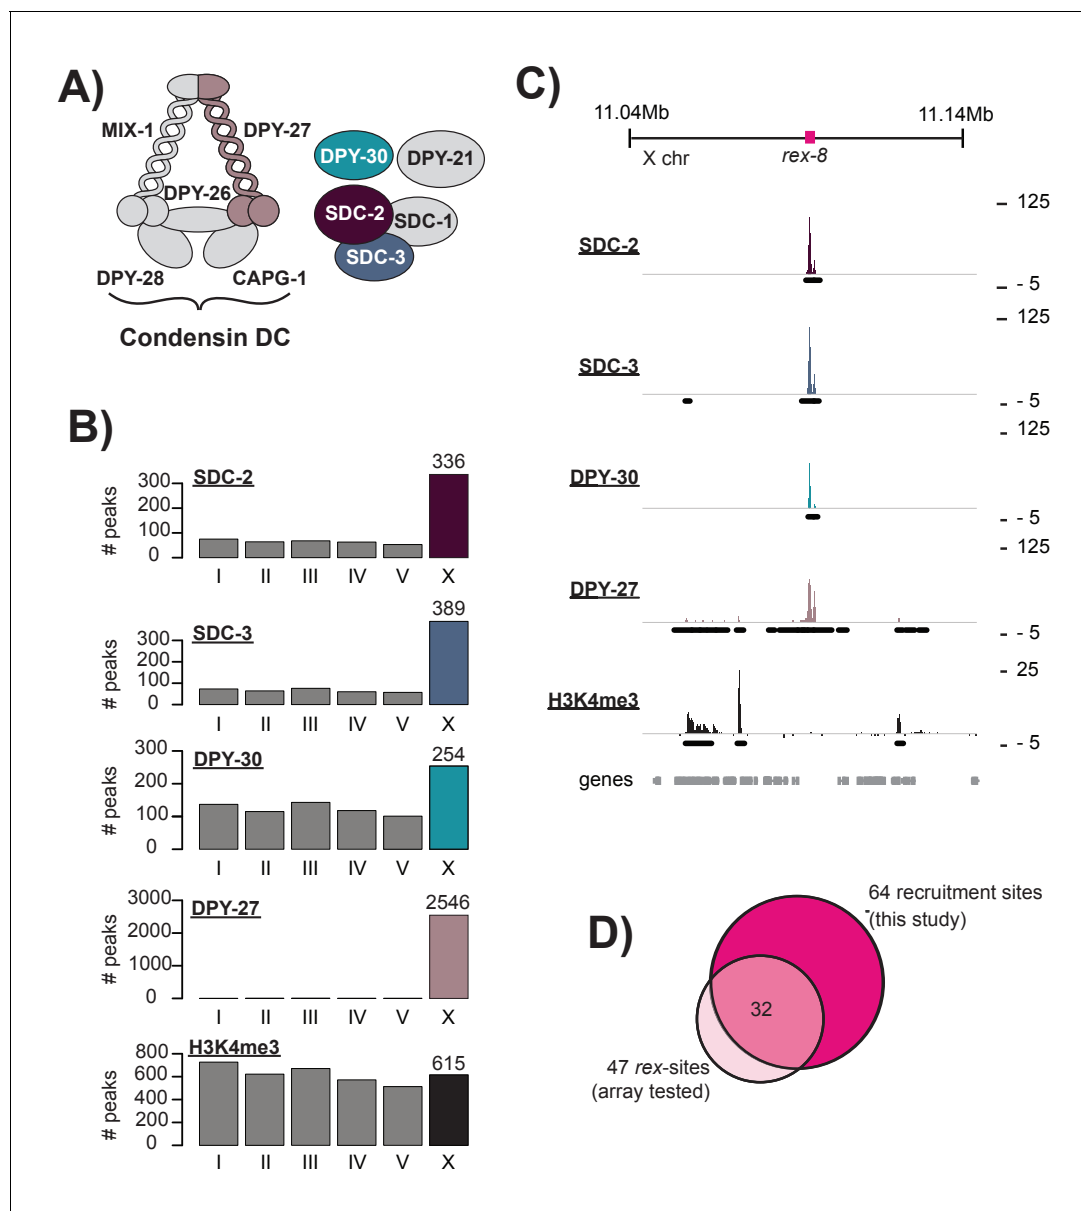 A)
MIX-1
DPY-27
DPY-26
DPY-28
CAPG-1
Condensin DC
DPY-30
DPY-21
SDC-2
SDC-1
SDC-3
B)
SDC-2
# peaks
300
200
100
0
336
I II III IV V X
SDC-3
# peaks
300
200
100
0
389
I II III IV V X
DPY-30
# peaks
300
200
100
0
254
I II III IV V X
DPY-27
# peaks
3000
2000
1000
0
2546
I II III IV V X
H3K4me3
# peaks
800
600
400
200
0
615
I II III IV V X
C)
11.04Mb
11.14Mb
X chr
rex-8
SDC-2
125
- 5
SDC-3
125
- 5
DPY-30
125
- 5
DPY-27
125
- 5
H3K4me3
25
- 5
genes
D)
64 recruitment sites
(this study)
32
47 rex-sites
(array tested)